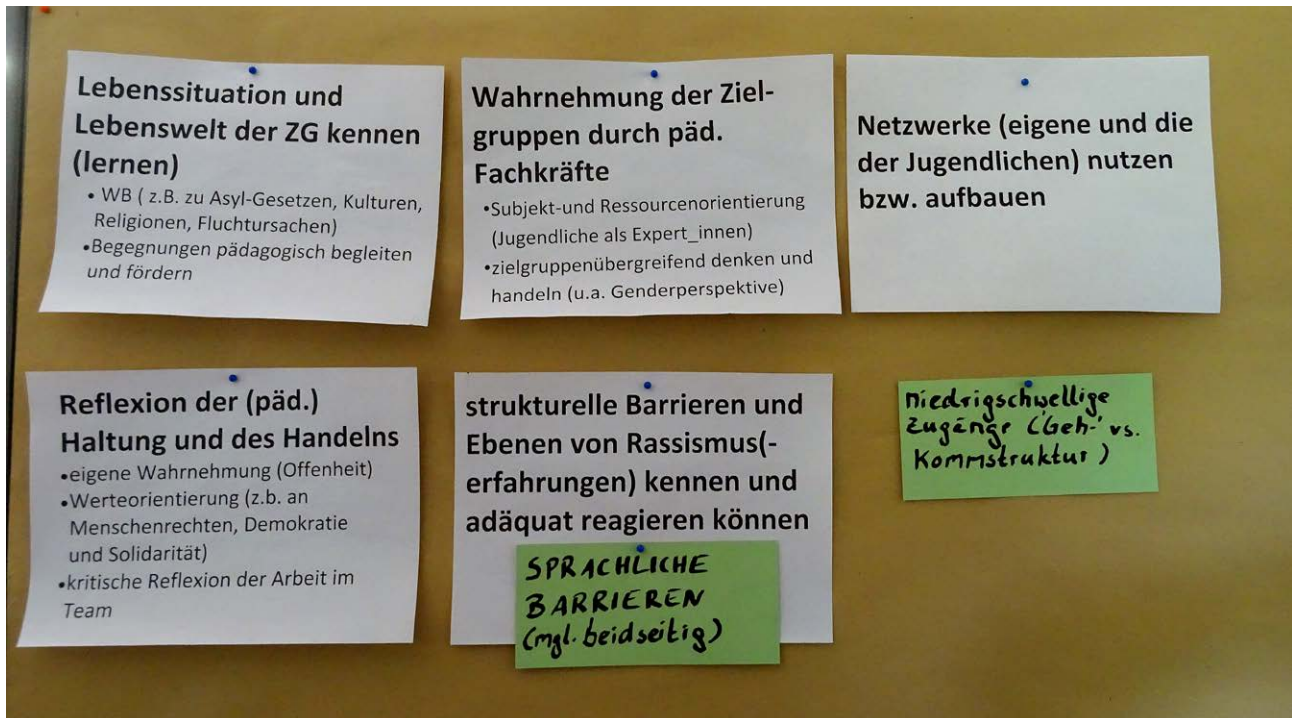 Lebenssituation und
Lebenswelt der ZG kennen
(lernen)
• WB ( z.B. zu Asyl-Gesetzen, Kulturen,
Religionen, Fluchtursachen)
•Begegnungen pädagogisch begleiten
und fördern
Wahrnehmung der Ziel-
gruppen durch päd.
Fachkräfte
•Subjekt-und Ressourcenorientierung
(Jugendliche als Expert_innen)
•zielgruppenübergreifend denken und
handeln (u.a. Genderperspektive)
Netzwerke (eigene und die
der Jugendlichen) nutzen
bzw. aufbauen
Reflexion der (päd.)
Haltung und des Handelns
•eigene Wahrnehmung (Offenheit)
•Werteorientierung (z.b. an
Menschenrechten, Demokratie
und Solidarität)
•kritische Reflexion der Arbeit im
Team
strukturelle Barrieren und
Ebenen von Rassismus(-
erfahrungen) kennen und
adäquat reagieren können
SPRACHLICHE
BARRIEREN
(mgl. beidseitig)
niedrigschwellige
Zugänge ('Geh-' vs.
Kommstruktur)